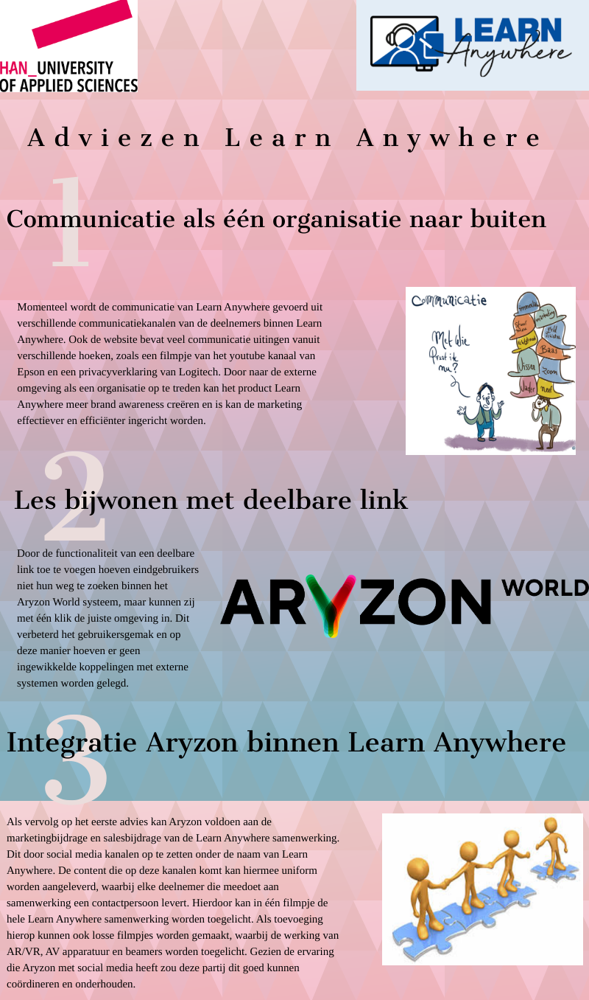 HAN_UNIVERSITY
OF APPLIED SCIENCES
LEARN
Anywhere
Adviezen Learn Anywhere
1
Communicatie als één organisatie naar buiten
Momenteel wordt de communicatie van Learn Anywhere gevoerd uit
verschillende communicatiekanalen van de deelnemers binnen Learn
Anywhere. Ook de website bevat veel communicatie uitingen vanuit
verschillende hoeken, zoals een filmpje van het youtube kanaal van
Epson en een privacyverklaring van Logitech. Door naar de externe
omgeving als een organisatie op te treden kan het product Learn
Anywhere meer brand awareness creëren en is kan de marketing
effectiever en efficiënter ingericht worden.
Communicatie
Met wie
Praat ik
nu?
Baas
Vissen
Zoom
Vader
neef
2
Les bijwonen met deelbare link
Door de functionaliteit van een deelbare
link toe te voegen hoeven eindgebruikers
niet hun weg te zoeken binnen het
Aryzon World systeem, maar kunnen zij
met één klik de juiste omgeving in. Dit
verbeterd het gebruikersgemak en op
deze manier hoeven er geen
ingewikkelde koppelingen met externe
systemen worden gelegd.
ARYZON WORLD
3
Integratie Aryzon binnen Learn Anywhere
Als vervolg op het eerste advies kan Aryzon voldoen aan de
marketingbijdrage en salesbijdrage van de Learn Anywhere samenwerking.
Dit door social media kanalen op te zetten onder de naam van Learn
Anywhere. De content die op deze kanalen komt kan hiermee uniform
worden aangeleverd, waarbij elke deelnemer die meedoet aan
samenwerking een contactpersoon levert. Hierdoor kan in één filmpje de
hele Learn Anywhere samenwerking worden toegelicht. Als toevoeging
hierop kunnen ook losse filmpjes worden gemaakt, waarbij de werking van
AR/VR, AV apparatuur en beamers worden toegelicht. Gezien de ervaring
die Aryzon met social media heeft zou deze partij dit goed kunnen
coördineren en onderhouden.